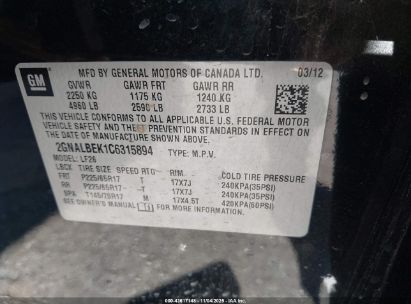 GM
MFD BY GENERAL MOTORS OF CANADA LTD. 03/12
GVWR GAWR FRT GAWR RR
2250 KG 1175 KG 1240 KG
4960 LB 2590 LB 2733 LB
THIS VEHICLE CONFORMS TO ALL APPLICABLE U.S. FEDERAL MOTOR
VEHICLE SAFETY AND THEFT PREVENTION STANDARDS IN EFFECT ON
THE DATE OF MANUFACTURE SHOWN ABOVE.
2GNALBEK1C6315894 TYPE: M.P.V.
MODEL: LF26
TIRE SIZE SPEED RTG RIM COLD TIRE PRESSURE
FRT P225/65R17 T 17X7J 240KPA(35PSI)
RR P225/65R17 T 17X7J 240KPA(35PSI)
SPA T145/70R17 M 17X4.5T 420KPA(60PSI)
SEE OWNER'S MANUAL FOR ADDITIONAL INFORMATION